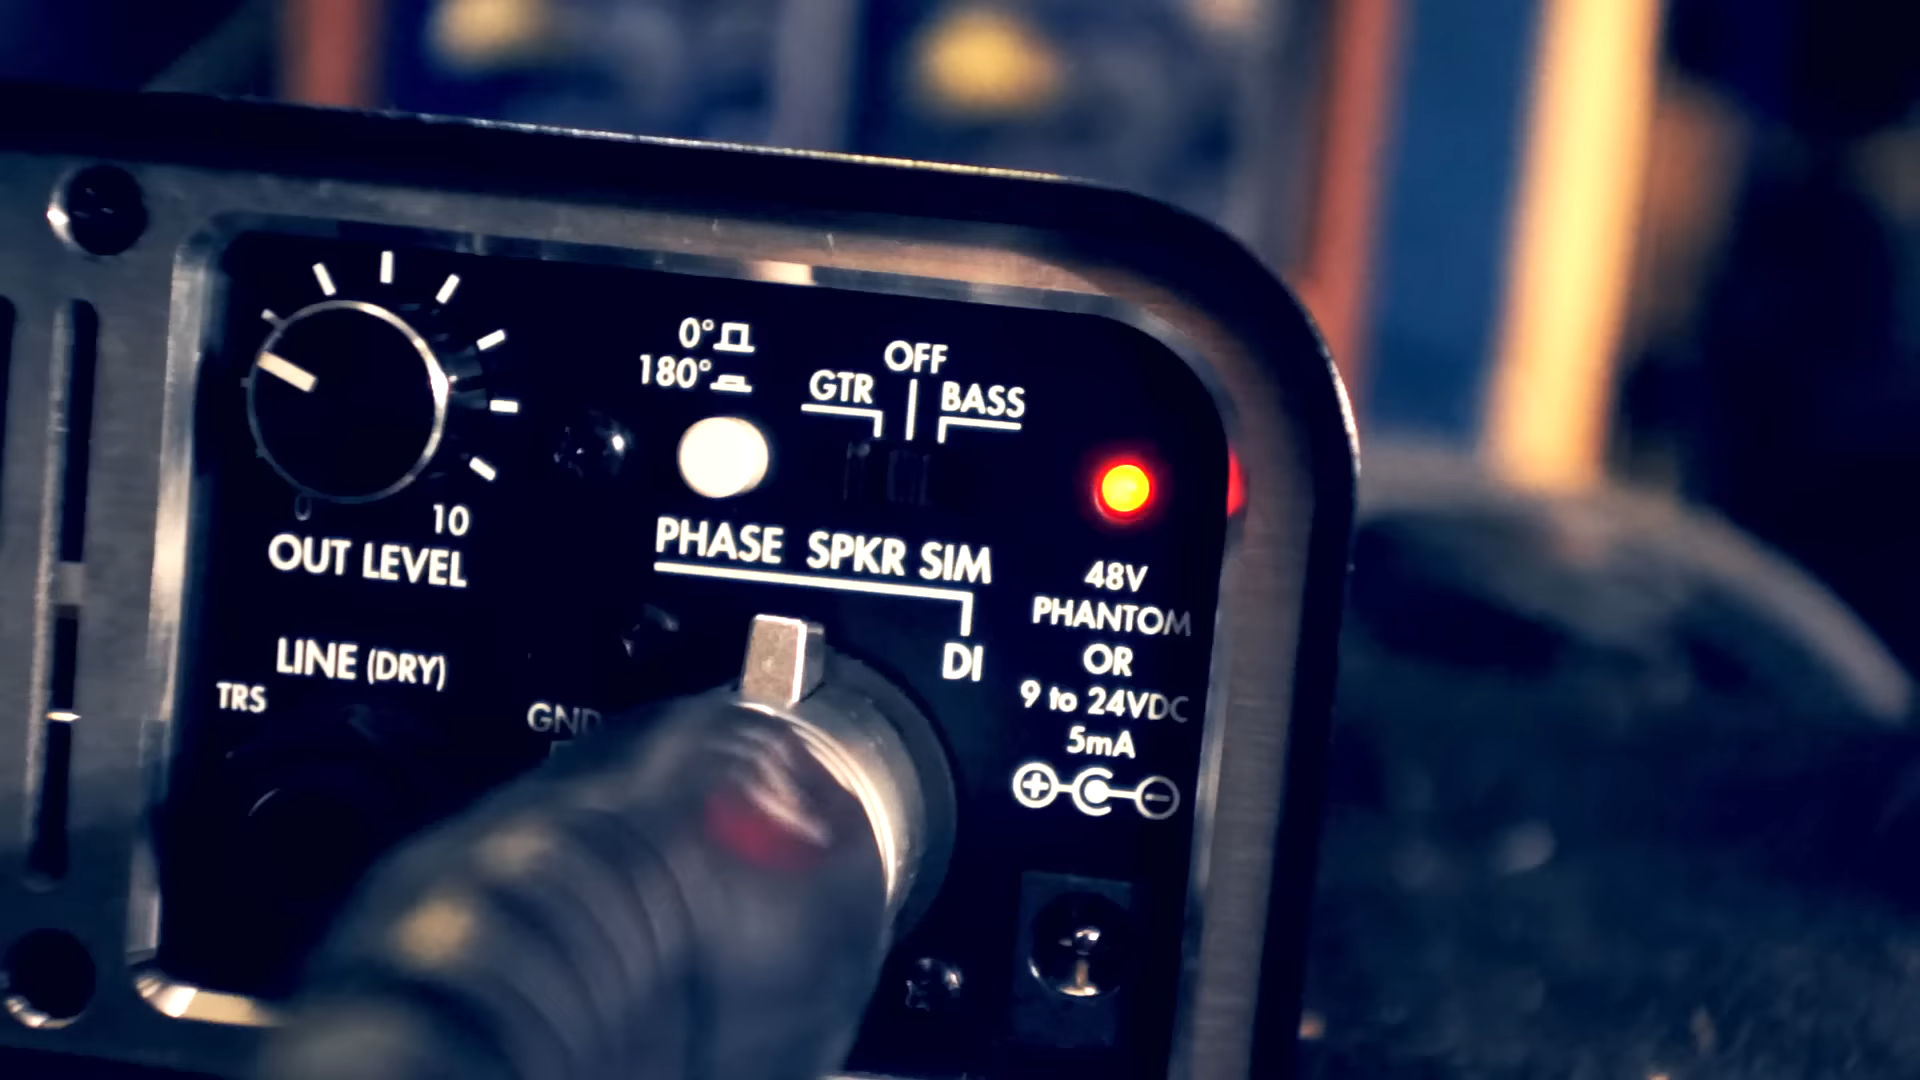 0°
180°
OFF
GTR
BASS
0
10
OUT LEVEL
PHASE
SPKR SIM
DI
LINE (DRY)
TRS
GND
48V
PHANTOM
OR
9 to 24VDC
5mA
+
-